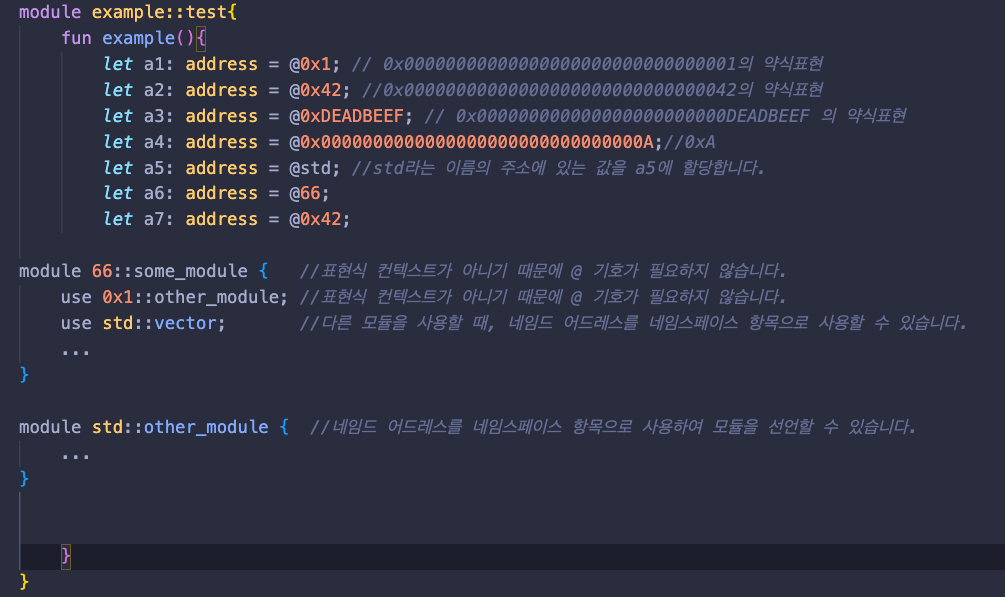 module example::test{
fun example(){
let a1: address = @0x1; // 0x00000000000000000000000000000001의 약식표현
let a2: address = @0x42; //0x00000000000000000000000000000042의 약식표현
let a3: address = @0xDEADBEEF; // 0x000000000000000000000000DEADBEEF 의 약식표현
let a4: address = @0x0000000000000000000000000000000A;//0xA
let a5: address = @std; //std라는 이름의 주소에 있는 값을 a5에 할당합니다.
let a6: address = @66;
let a7: address = @0x42;
module 66::some_module { //표현식 컨텍스트가 아니기 때문에 @ 기호가 필요하지 않습니다.
use 0x1::other_module; //표현식 컨텍스트가 아니기 때문에 @ 기호가 필요하지 않습니다.
use std::vector; //다른 모듈을 사용할 때, 네임드 어드레스를 네임스페이스 항목으로 사용할 수 있습니다.
...
}
module std::other_module { //네임드 어드레스를 네임스페이스 항목으로 사용하여 모듈을 선언할 수 있습니다.
...
}
}
}